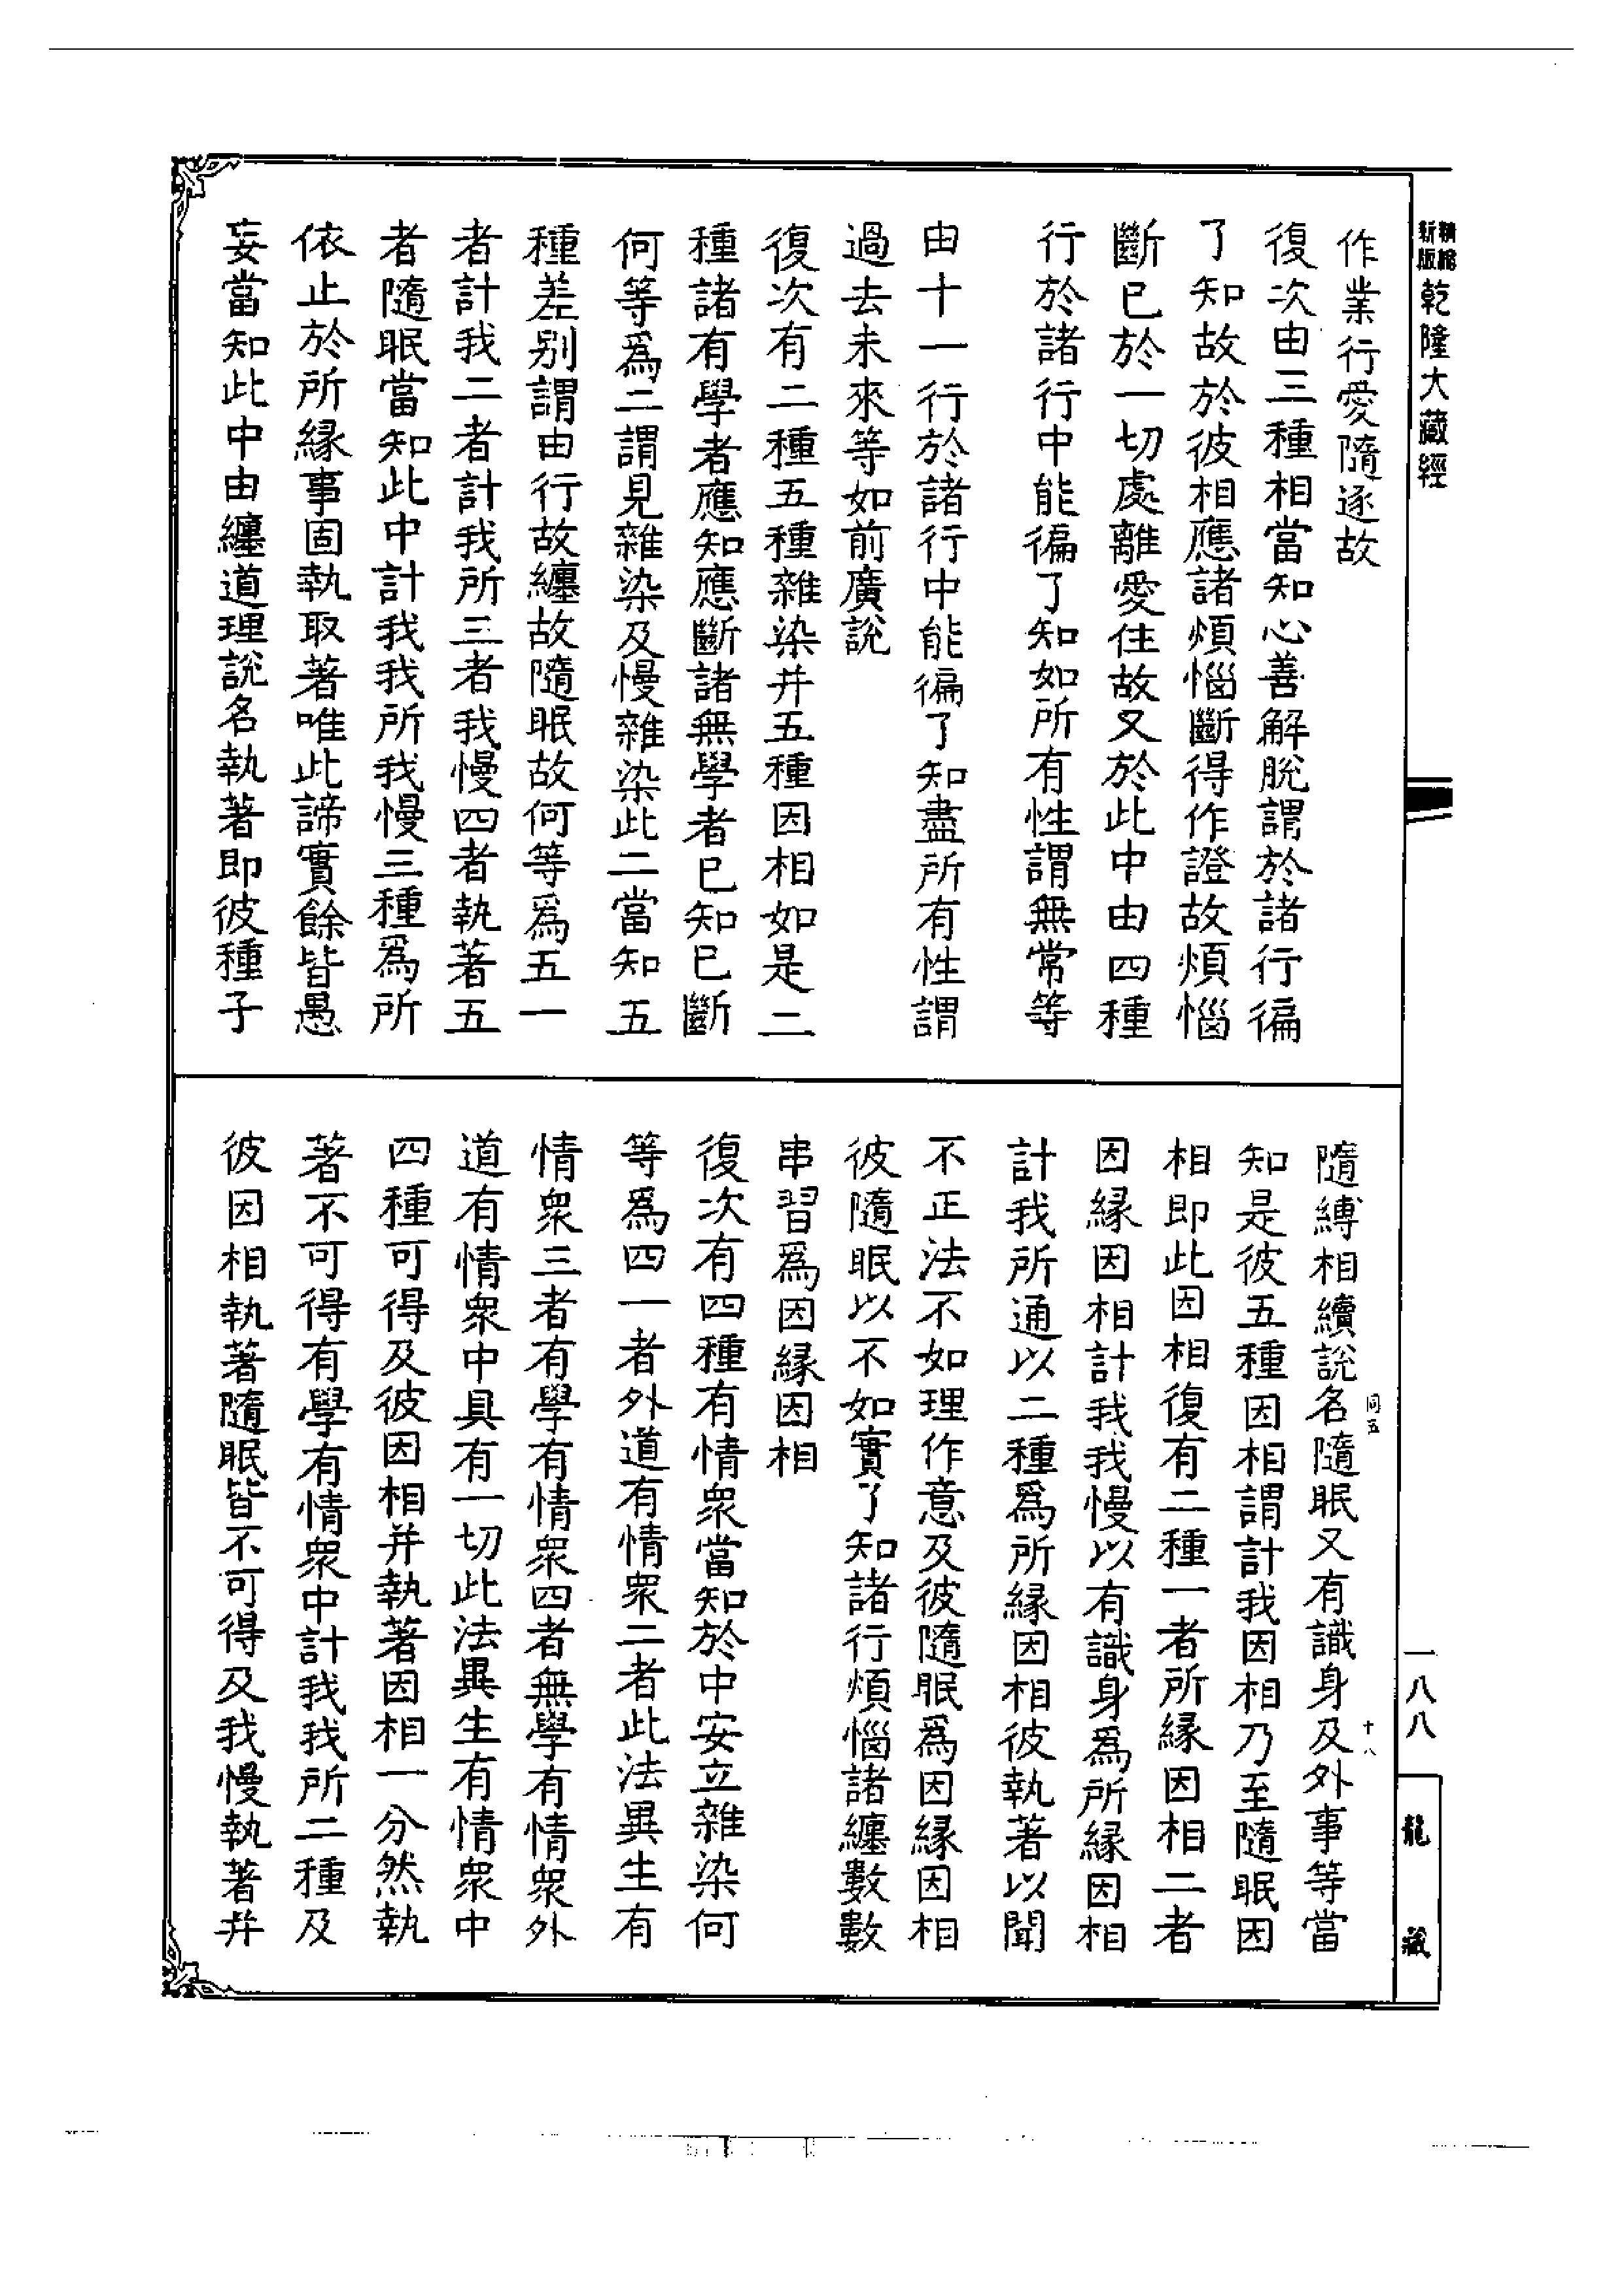 精縮
新版
乾隆大藏經
作業行愛隨逐故
復次由三種相當知心善解脫謂於諸行徧
了知故於彼相應諸煩惱斷得作證故煩惱
斷已於一切處離愛住故又於此中由四種
行於諸行中能徧了知如所有性謂無常等
由十一行於諸行中能徧了知盡所有性謂
過去未來等如前廣說
復次有二種五種雜染并五種因相如是二
種諸有學者應知應斷諸無學者已知已斷
何等為二謂見雜染及慢雜染此二當知五
種差別謂由行故纏故隨眠故何等為五一
者計我二者計我所三者我慢四者執著五
者隨眠當知此中計我我所我慢三種為所
依止於所縁事固執取著唯此諦實餘皆愚
妄當知此中由纏道理說名執著即彼種子
隨縛相續說名隨眠又有識身及外事等當
知是彼五種因相謂計我因相乃至隨眠因
相即此因相復有二種一者所縁因相二者
因縁因相計我我慢以有識身為所縁因相
計我所通以二種為所縁因相彼執著以聞
不正法不如理作意及彼隨眠為因縁因相
彼隨眠以不如實了知諸行煩惱諸纏數數
串習為因縁因相
復次有四種有情衆當知於中安立雜染何
等為四一者外道有情衆二者此法異生有
情衆三者有學有情衆四者無學有情衆外
道有情衆中具有一切此法異生有情衆中
四種可得及彼因相并執著因相一分然執
著不可得有學有情衆中計我我所二種及
彼因相執著隨眠皆不可得及我慢執著并
同五
十八
一八八
龍藏